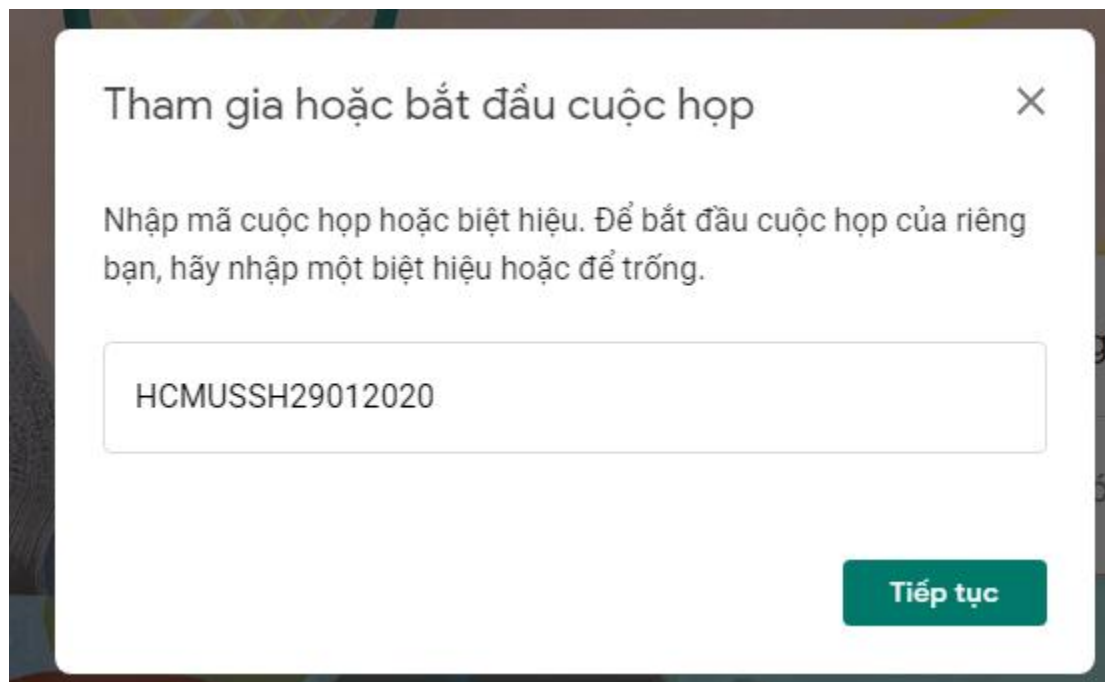 Tham gia hoặc bắt đầu cuộc họp
Nhập mã cuộc họp hoặc biệt hiệu. Để bắt đầu cuộc họp của riêng
bạn, hãy nhập một biệt hiệu hoặc để trống.
HCMUSSH29012020
Tiếp tục